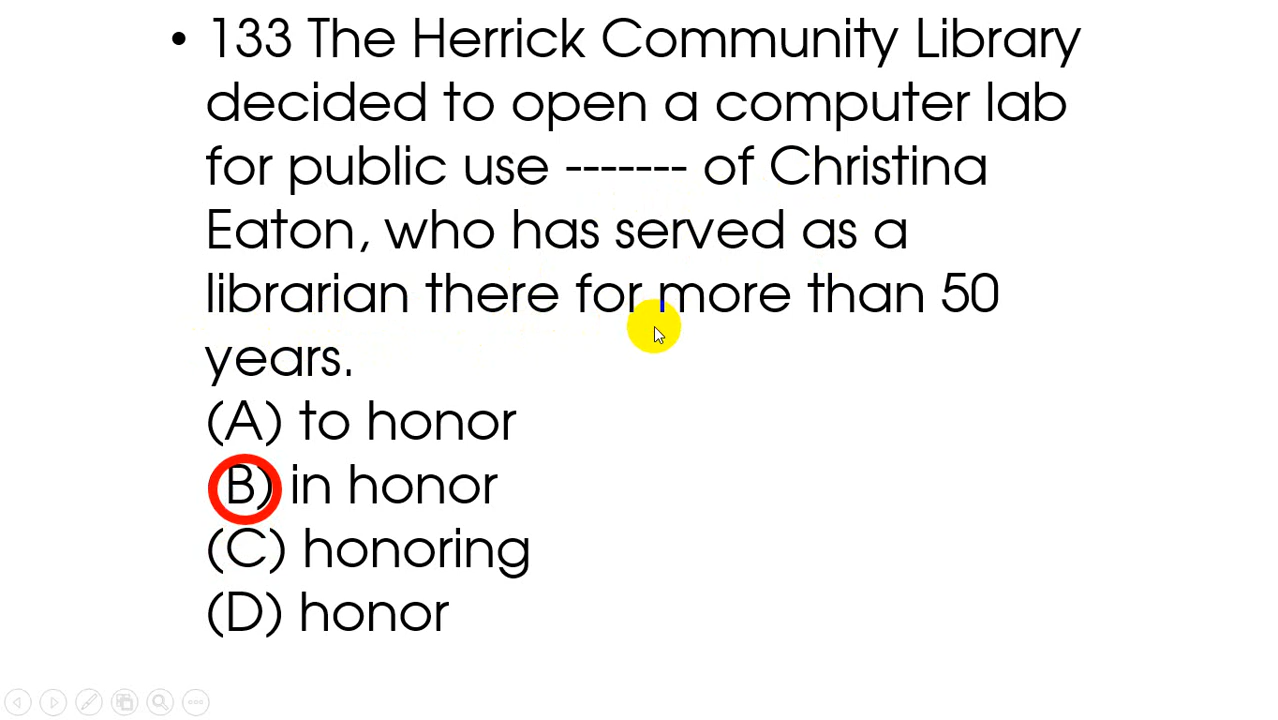 • 133 The Herrick Community Library
decided to open a computer lab
for public use ------- of Christina
Eaton, who has served as a
librarian there for more than 50
years.
(A) to honor
B) in honor
(C) honoring
(D) honor